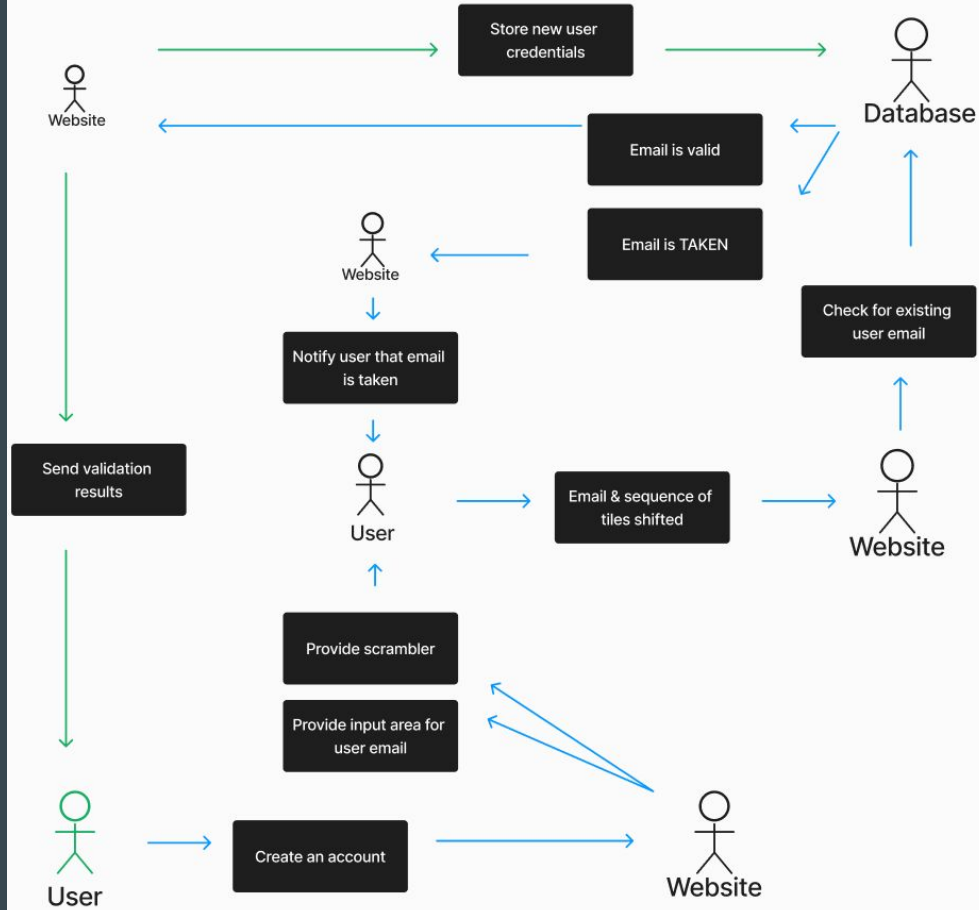 Store new user
credentials
Website
Database
Email is valid
Email is TAKEN
Website
Check for existing
user email
Notify user that email
is taken
Send validation
results
User
Email & sequence of
tiles shifted
Website
Provide scrambler
Provide input area for
user email
User
Create an account
Website